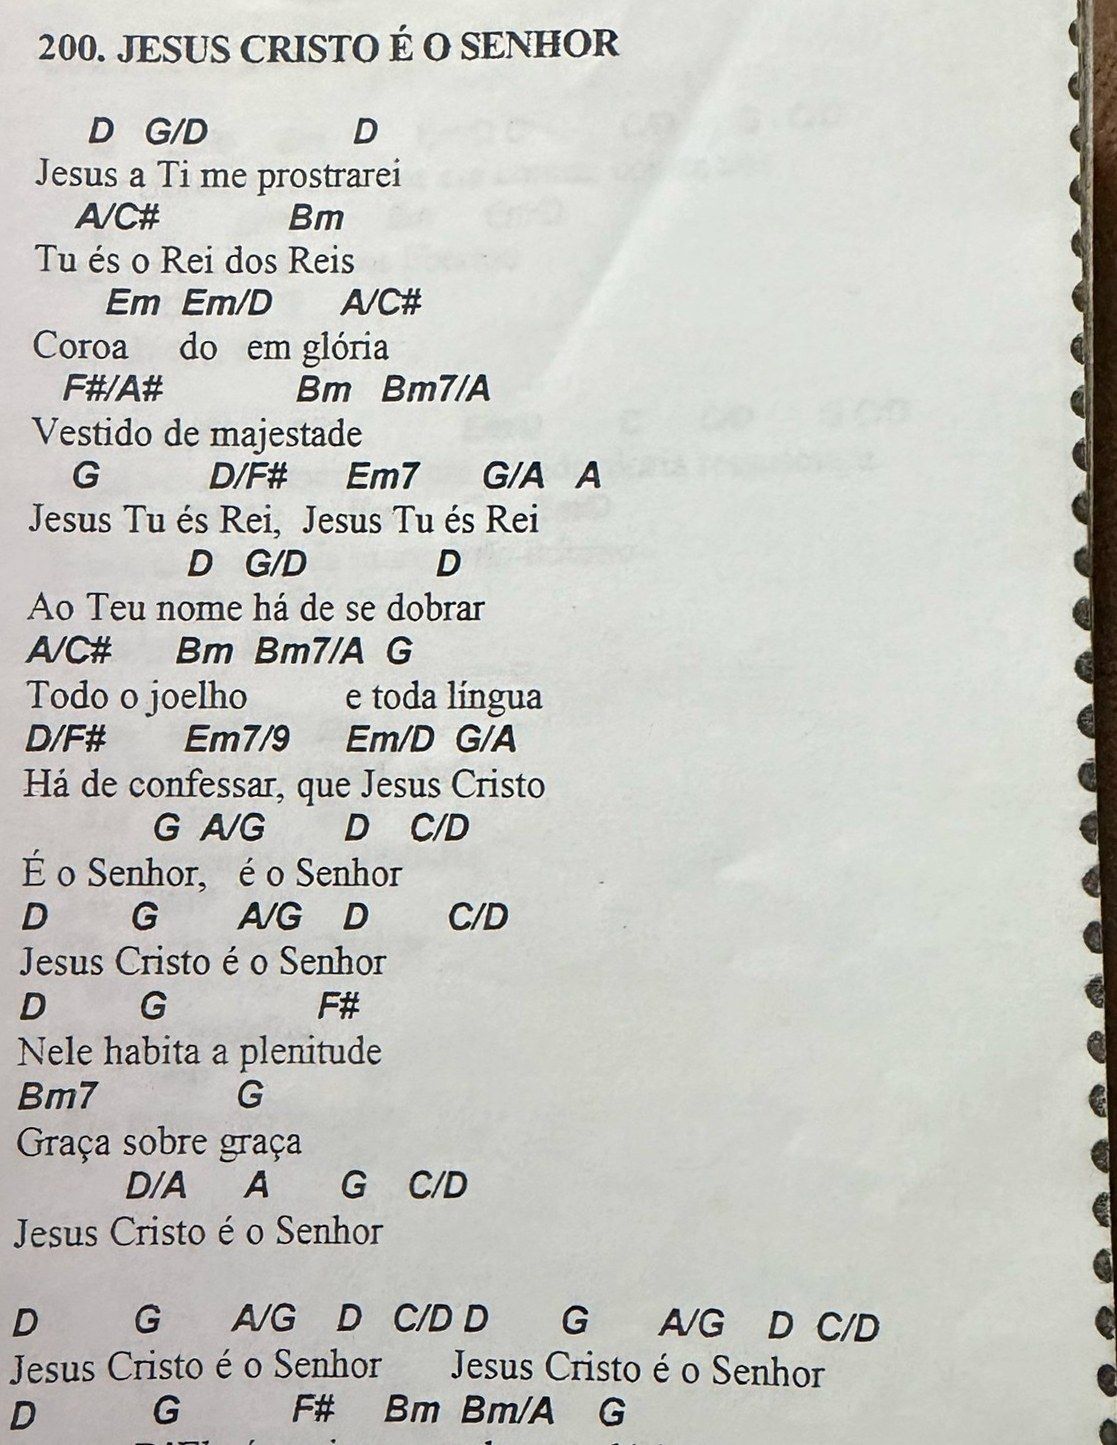 200. JESUS CRISTO É O SENHOR
D G/D D
Jesus a Ti me prostrarei
A/C# Bm
Tu és o Rei dos Reis
Em Em/D A/C#
Coroa do em glória
F#/A# Bm Bm7/A
Vestido de majestade
G D/F# Em7 G/A A
Jesus Tu és Rei, Jesus Tu és Rei
D G/D D
Ao Teu nome há de se dobrar
A/C# Bm Bm7/A G
Todo o joelho e toda língua
D/F# Em7/9 Em/D G/A
Há de confessar, que Jesus Cristo
G A/G D C/D
É o Senhor, é o Senhor
D G A/G D C/D
Jesus Cristo é o Senhor
D G F#
Nele habita a plenitude
Bm7 G
Graça sobre graça
D/A A G C/D
Jesus Cristo é o Senhor
D G A/G D C/D D G A/G D C/D
Jesus Cristo é o Senhor Jesus Cristo é o Senhor
D G F# Bm Bm/A G